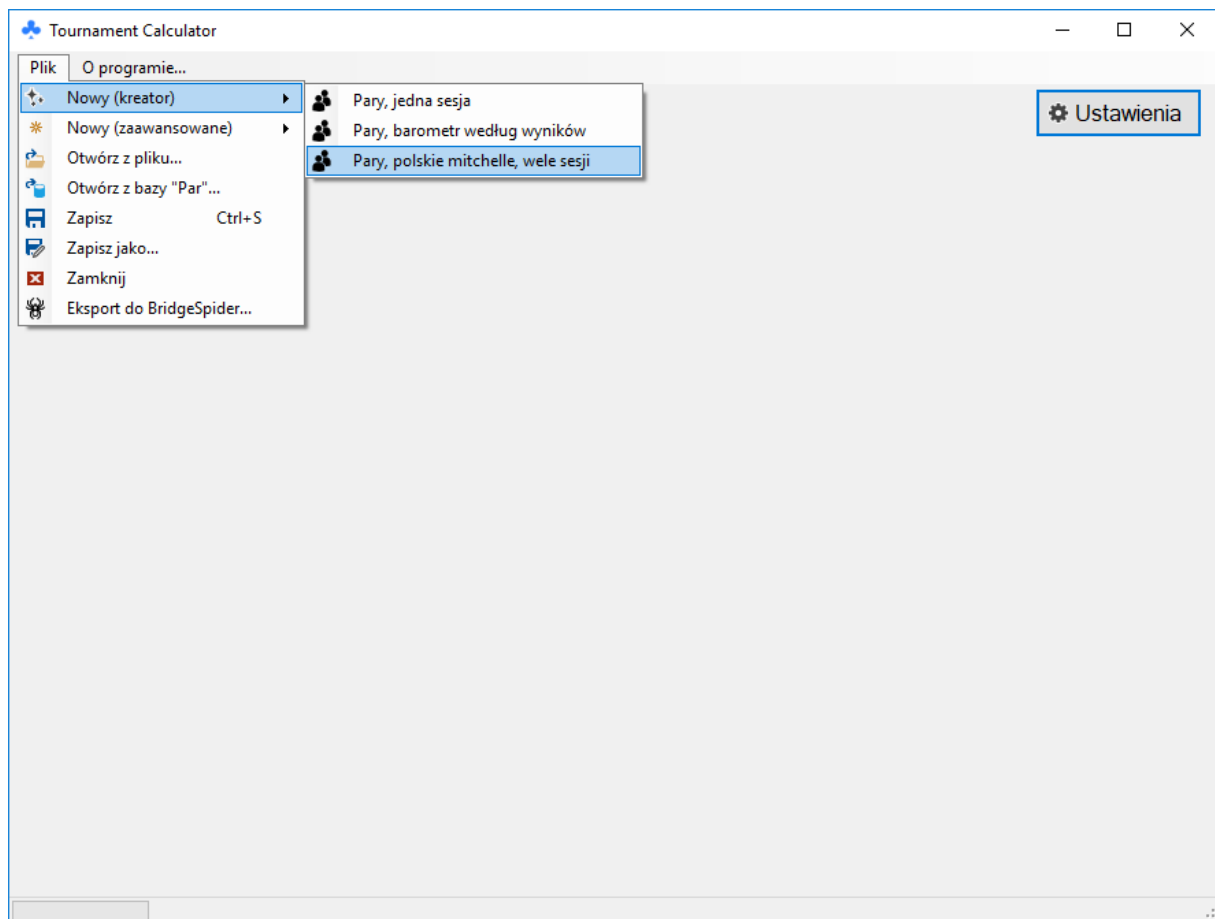 Tournament Calculator
Plik O programie...
Nowy (kreator)
Nowy (zaawansowane)
Otwórz z pliku...
Otwórz z bazy "Par"...
Zapisz Ctrl+S
Zapisz jako...
Zamknij
Eksport do BridgeSpider...
Pary, jedna sesja
Pary, barometr według wyników
Pary, polskie mitchelle, wele sesji
Ustawienia